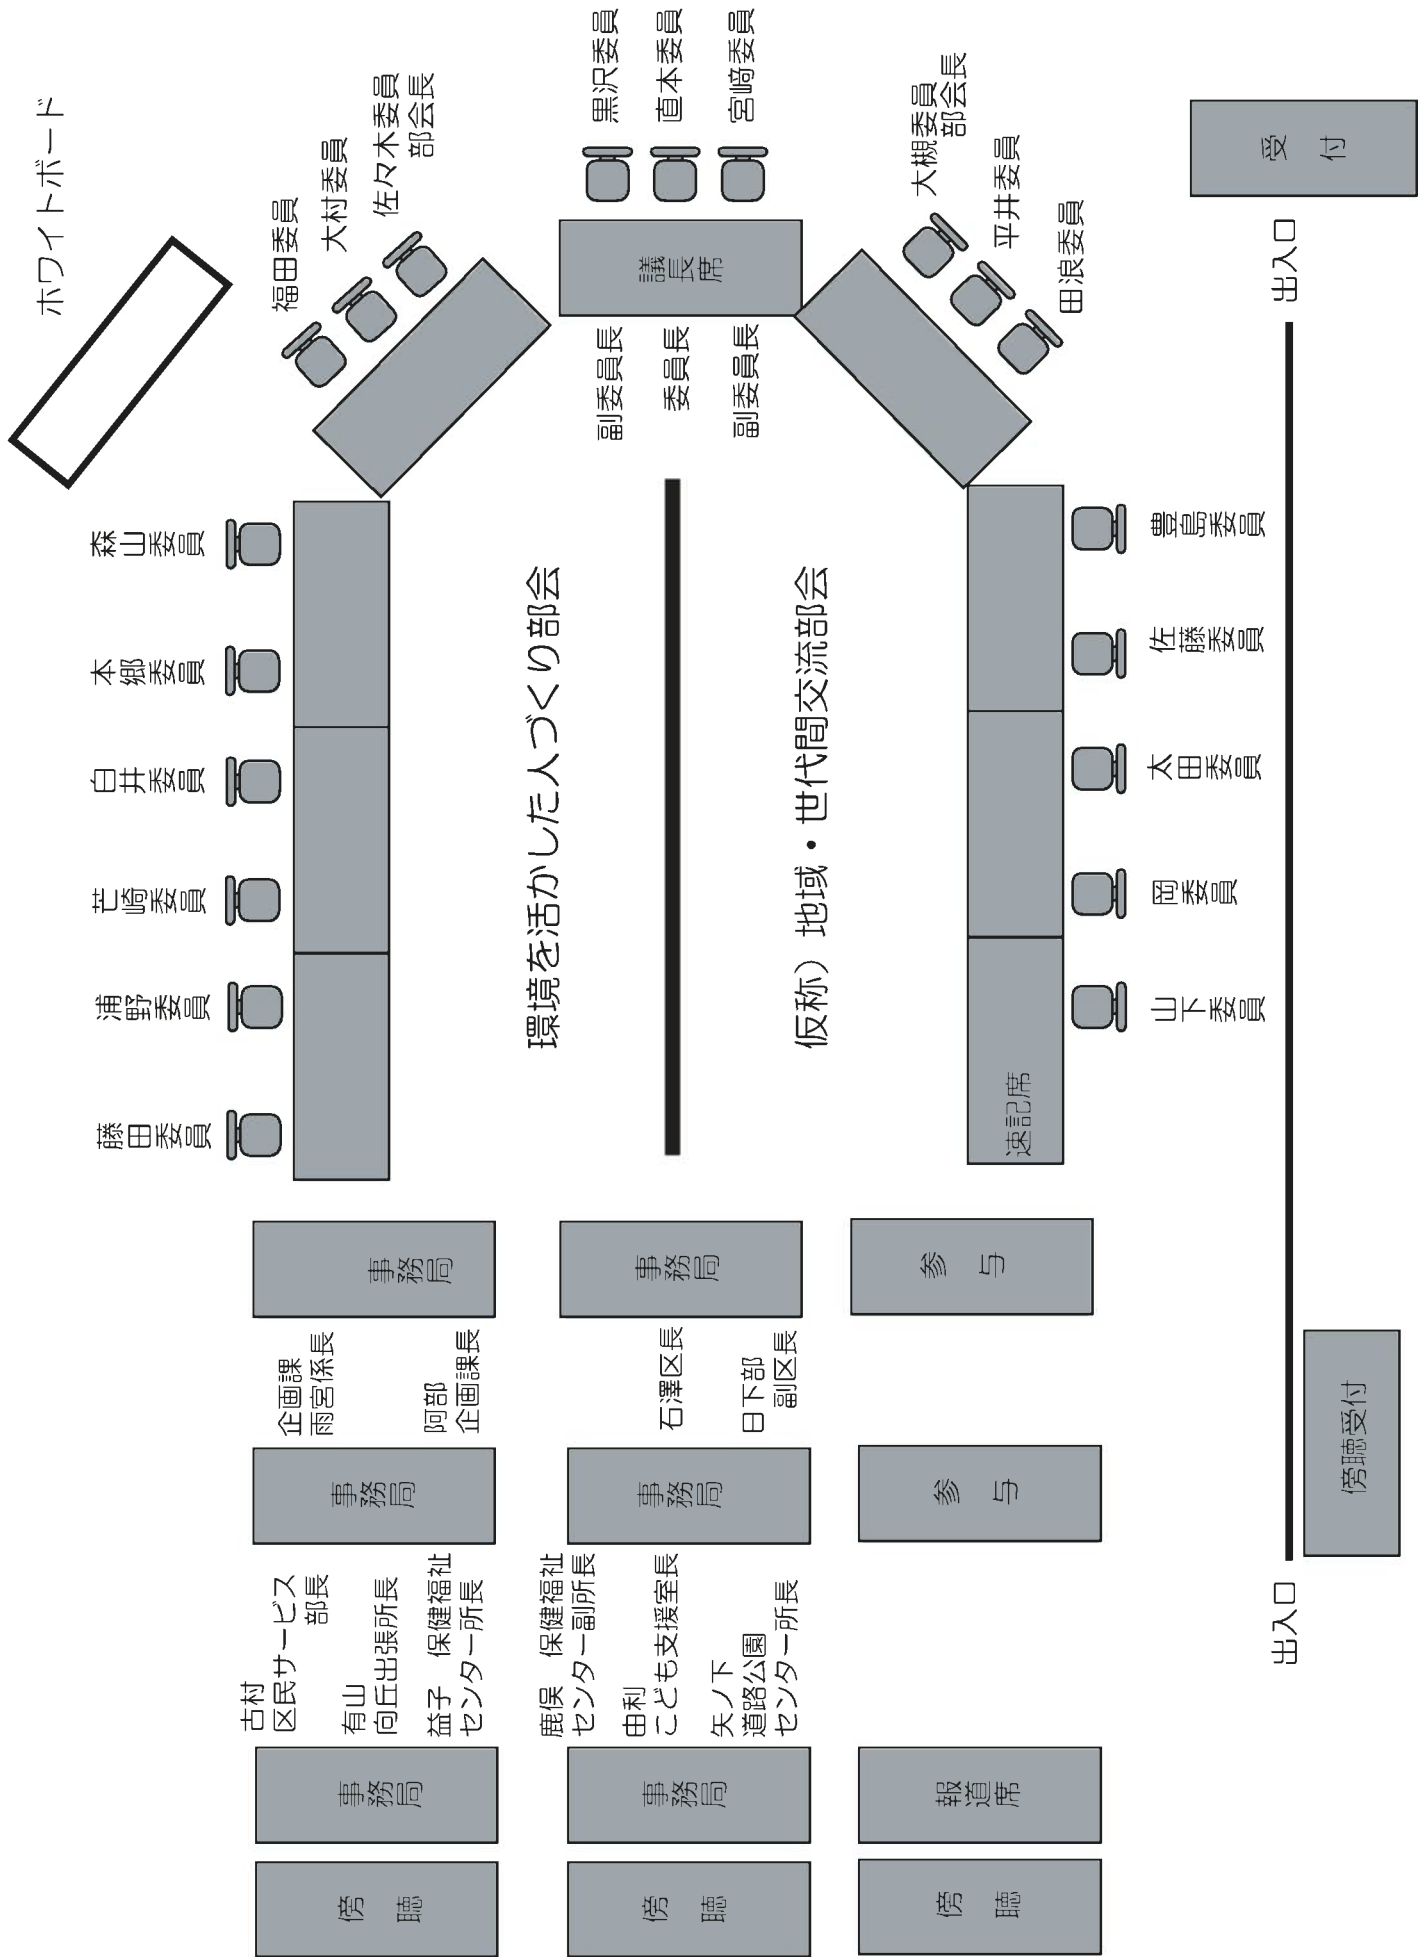 ホワイトボード
黒沢委員
直本委員
宮﨑委員
議長席
副委員長
委員長
副委員長
福田委員
大村委員
佐々木委員
部会長
大槻委員
部会長
平井委員
田浪委員
受付
出入口
森山委員
本郷委員
白井委員
芒崎委員
浦野委員
藤田委員
環境を活かした人づくり部会
仮称）地域・世代間交流部会
豊島委員
佐藤委員
太田委員
岡委員
山下委員
速記席
事務局
事務局
参与
企画課
雨宮係長
阿部
企画課長
石澤区長
日下部
副区長
事務局
事務局
参与
傍聴受付
出入口
古村
区民サービス
部長
有山
向丘出張所長
益子 保健福祉
センター所長
鹿俣 保健福祉
センター副所長
由利
こども支援室長
矢ノ下
道路公園
センター所長
事務局
事務局
報道席
傍聴
傍聴
傍聴